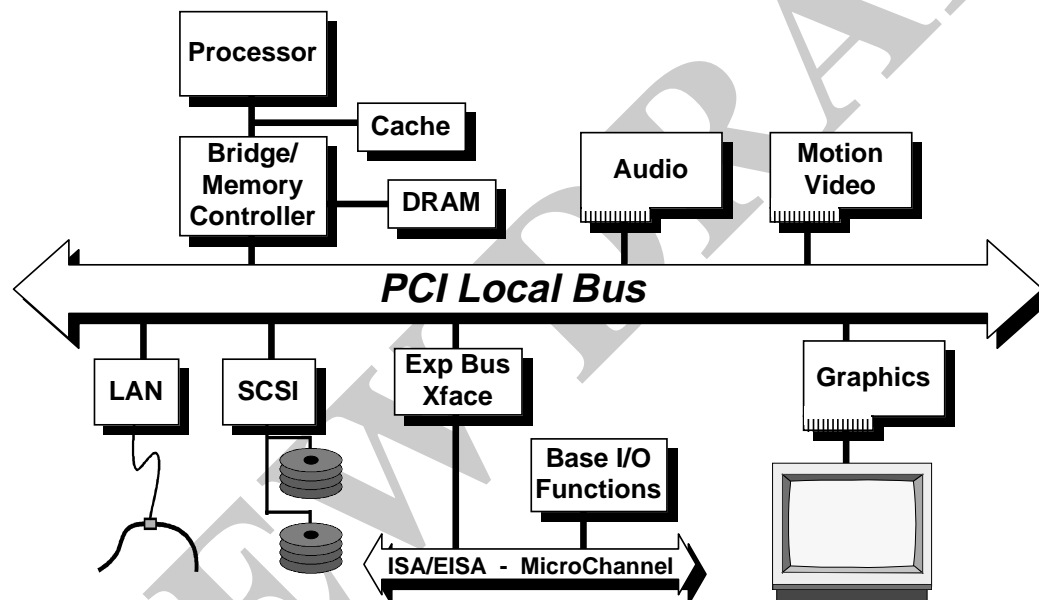 Processor
Cache
Bridge/
Memory
Controller
DRAM
Audio
Motion
Video
PCI Local Bus
LAN
SCSI
Exp Bus
Xface
Graphics
Base I/O
Functions
ISA/EISA - MicroChannel